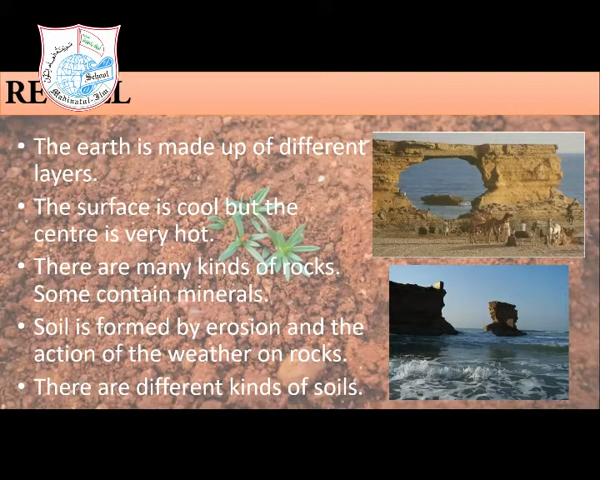 School
Madinatul-Ilm
• The earth is made up of different
layers.
• The surface is cool but the
centre is very hot.
• There are many kinds of rocks.
Some contain minerals.
• Soil is formed by erosion and the
action of the weather on rocks.
• There are different kinds of soils.